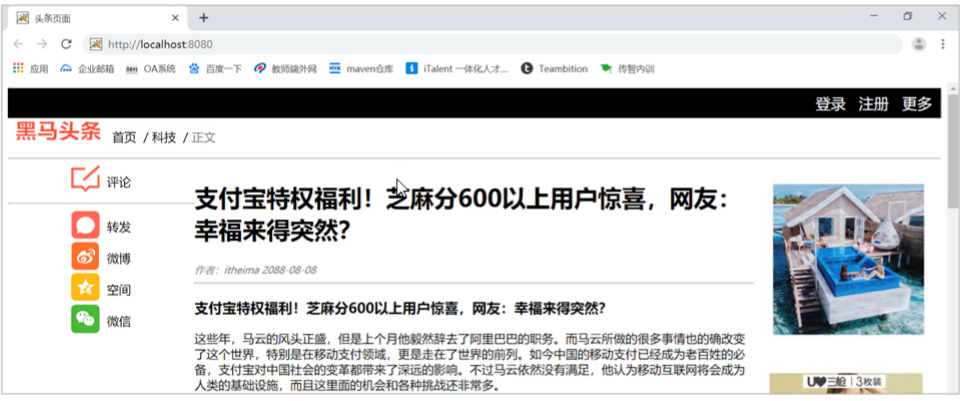 头条页面
http://localhost:8080
应用 企业邮箱 OA系统 百度一下 教师端外网 maven仓库 iTalent 一体化人才... Teambition 传智内训
登录 注册 更多
黑马头条 首页 / 科技 / 正文
评论
转发
微博
空间
微信
支付宝特权福利！芝麻分600以上用户惊喜，网友：
幸福来得突然？
作者：itheima 2088-08-08
支付宝特权福利！芝麻分600以上用户惊喜，网友：幸福来得突然？
这些年，马云的风头正盛，但是上个月他毅然辞去了阿里巴巴的职务。而马云所做的很多事情也的确改变
了这个世界，特别是在移动支付领域，更是走在了世界的前列。如今中国的移动支付已经成为老百姓的必
备，支付宝对中国社会的变革都带来了深远的影响。不过马云依然没有满足，他认为移动互联网将会成为
人类的基础设施，而且这里面的机会和各种挑战还非常多。
3枚装